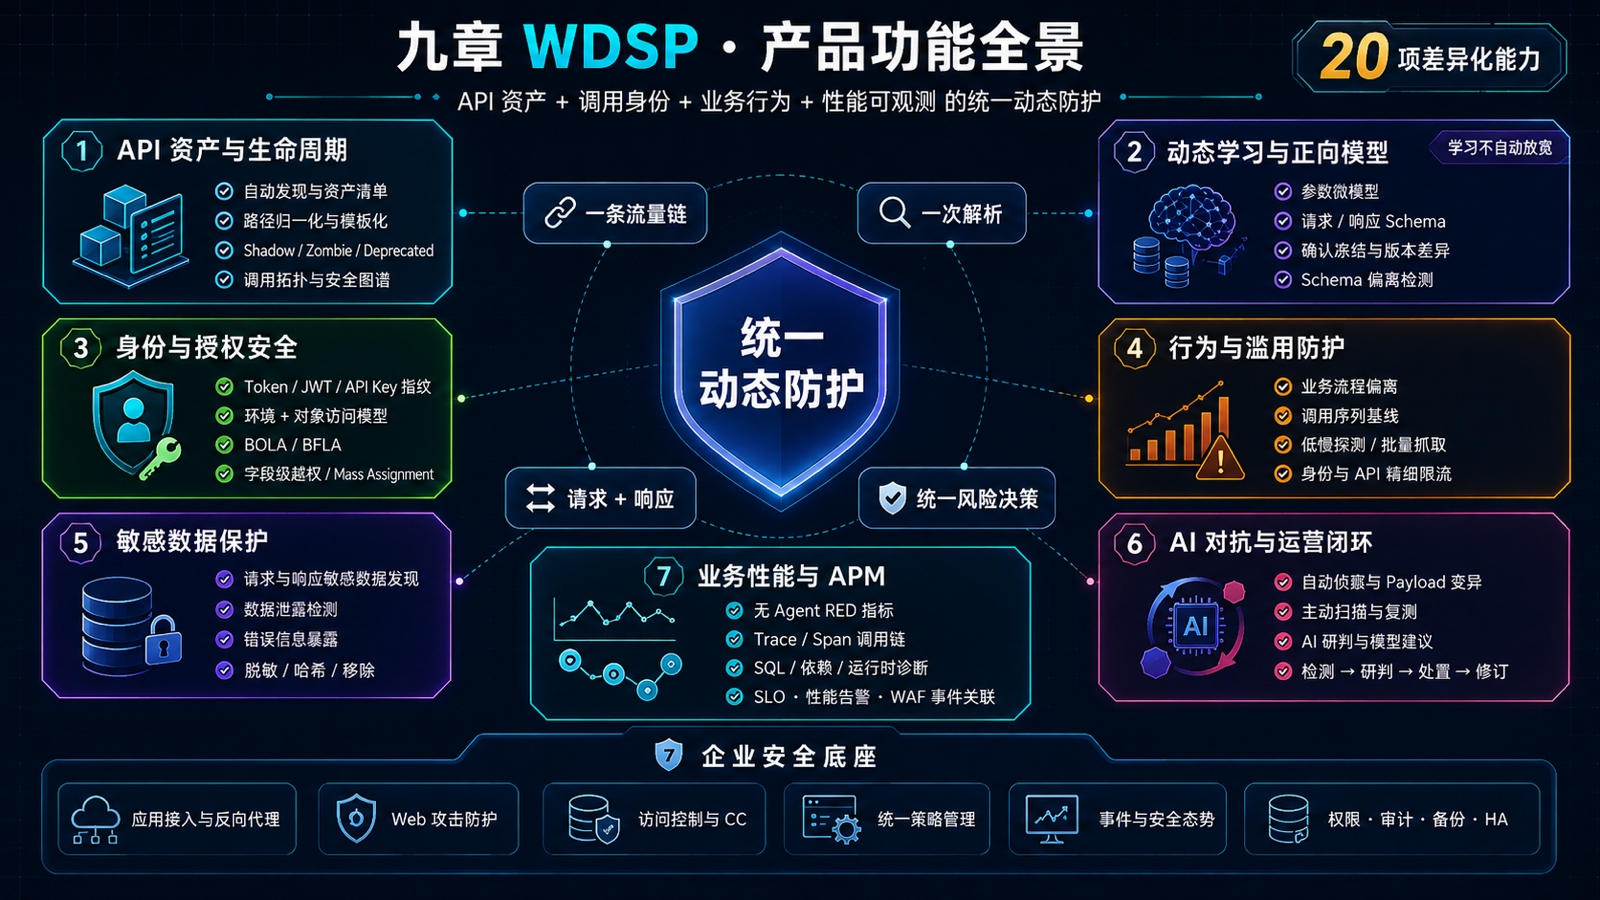 九章 WDSP · 产品功能全景
20 项差异化能力
API 资产 + 调用身份 + 业务行为 + 性能可观测 的统一动态防护
1 API 资产与生命周期
自动发现与资产清单
路径归一化与模板化
Shadow / Zombie / Deprecated
调用拓扑与安全图谱
一条流量链
一次解析
2 动态学习与正向模型
学习不自动放宽
参数微模型
请求 / 响应 Schema
确认冻结与版本差异
Schema 偏离检测
统一
动态防护
3 身份与授权安全
Token / JWT / API Key 指纹
环境 + 对象访问模型
BOLA / BFLA
字段级越权 / Mass Assignment
4 行为与滥用防护
业务流程偏离
调用序列基线
低慢探测 / 批量抓取
身份与 API 精细限流
请求 + 响应
统一风险决策
5 敏感数据保护
请求与响应敏感数据发现
数据泄露检测
错误信息暴露
脱敏 / 哈希 / 移除
7 业务性能与 APM
无 Agent RED 指标
Trace / Span 调用链
SQL / 依赖 / 运行时诊断
SLO · 性能告警 · WAF 事件关联
6 AI 对抗与运营闭环
AI
自动侦察与 Payload 变异
主动扫描与复测
AI 研判与模型建议
检测 → 研判 → 处置 → 修订
7 企业安全底座
应用接入与反向代理
Web 攻击防护
访问控制与 CC
统一策略管理
事件与安全态势
权限 · 审计 · 备份 · HA